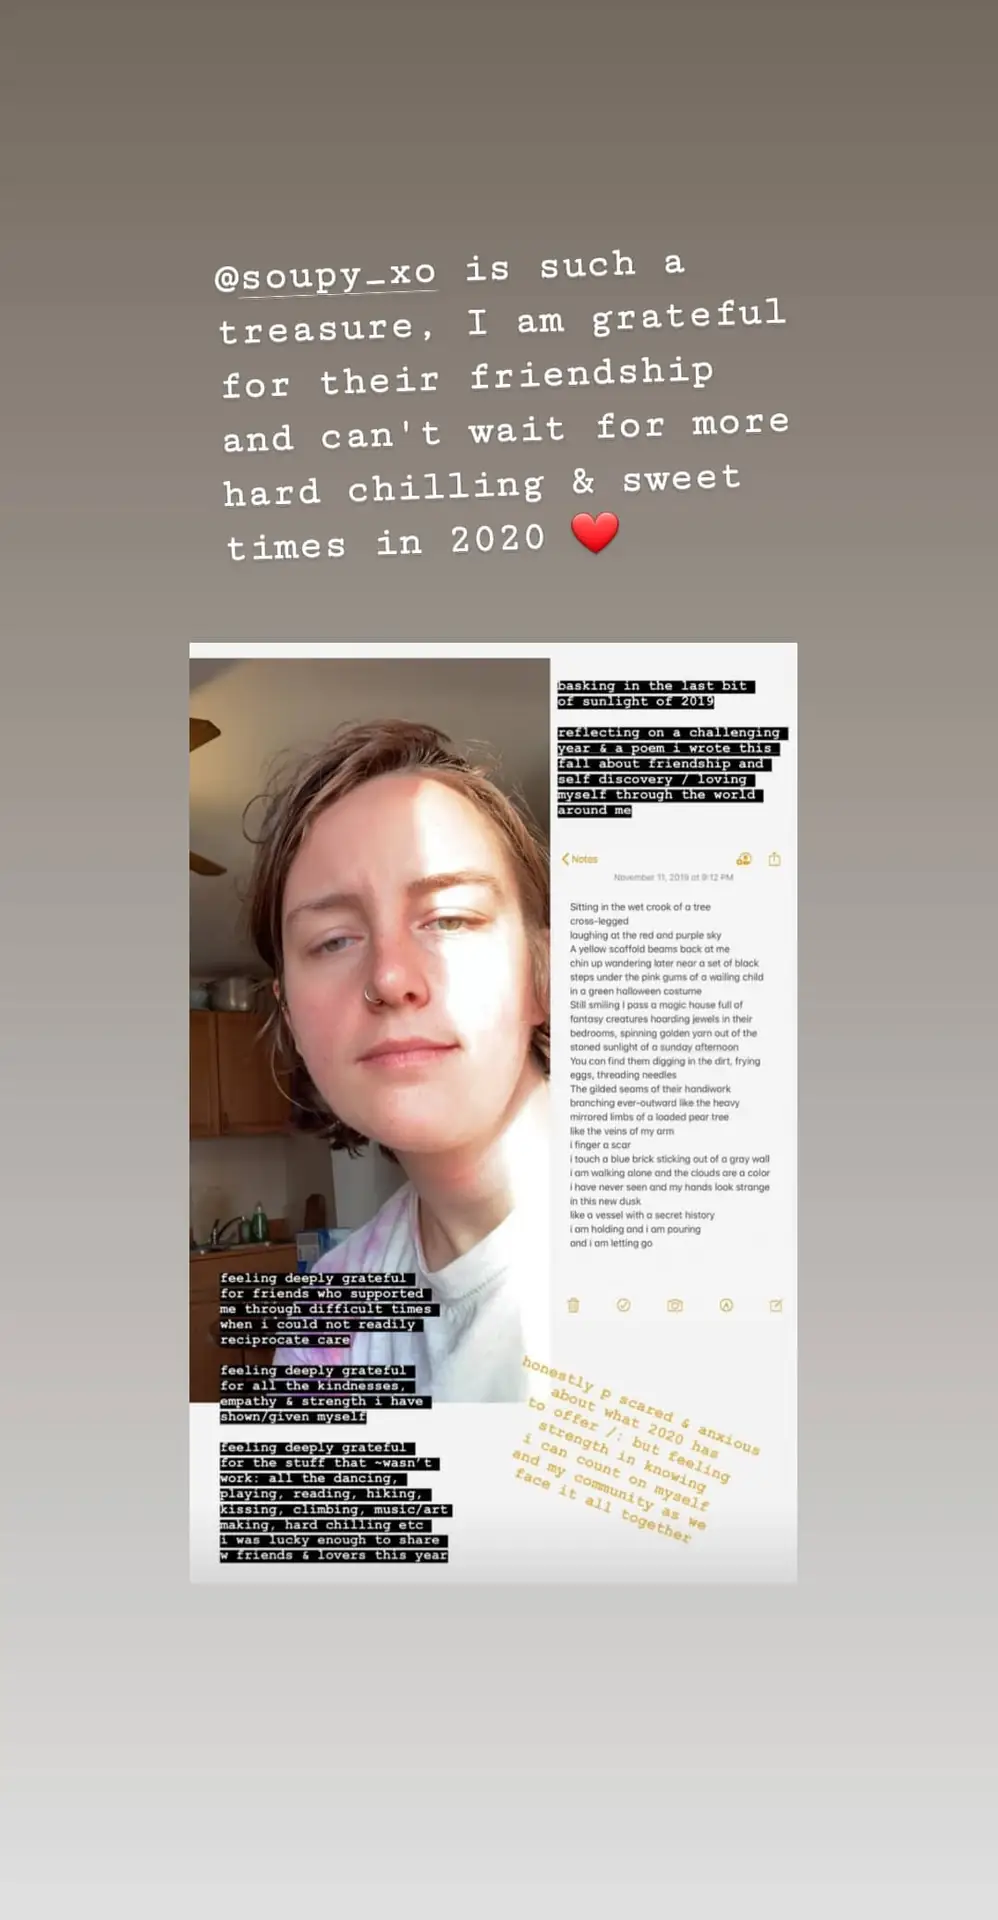 @soupy_xo is such a
treasure, I am grateful
for their friendship
and can't wait for more
hard chilling & sweet
times in 2020 ❤️
basking in the last bit
of sunlight of 2019
reflecting on a challenging
year & a poem i wrote this
fall about friendship and
self discovery / loving
myself through the world
around me
Notes
November 11, 2019 at 9:12 PM
Sitting in the wet crook of a tree
cross-legged
laughing at the red and purple sky
A yellow scaffold beams back at me
chin up wandering later near a set of black
steps under the pink gums of a wailing child
in a green halloween costume
Still smiling i pass a magic house full of
fantasy creatures hoarding jewels in their
bedrooms, spinning golden yarn out of the
stoned sunlight of a sunday afternoon
You can find them digging in the dirt, frying
eggs, threading needles
The gilded seams of their handiwork
branching ever-outward like the heavy
mirrored limbs of a loaded pear tree
like the veins of my arm
i finger a scar
i touch a blue brick sticking out of a gray wall
i am walking alone and the clouds are a color
i have never seen and my hands look strange
in this new dusk
like a vessel with a secret history
i am holding and i am pouring
and i am letting go
feeling deeply grateful
for friends who supported
me through difficult times
when i could not readily
reciprocate care
feeling deeply grateful
for all the kindnesses,
empathy & strength i have
shown/given myself
feeling deeply grateful
for the stuff that ~wasn't
work: all the dancing,
playing, reading, hiking,
kissing, climbing, music/art
making, hard chilling etc
i was lucky enough to share
w friends & lovers this year
honestly p scared & anxious
about what 2020 has
to offer /: but feeling
strength in knowing
i can count on myself
and my community as we
face it all together